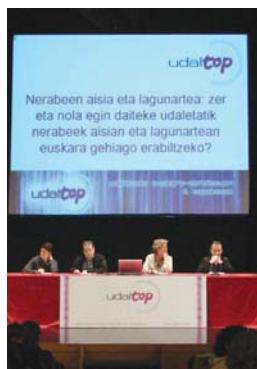 udaltop
Nerabeen aisia eta lagunartea: zer
eta nola egin daiteke udaletatik
nerabeek aisian eta lagunartean
euskara gehiago erabiltzeko?
udaltop
udaltop